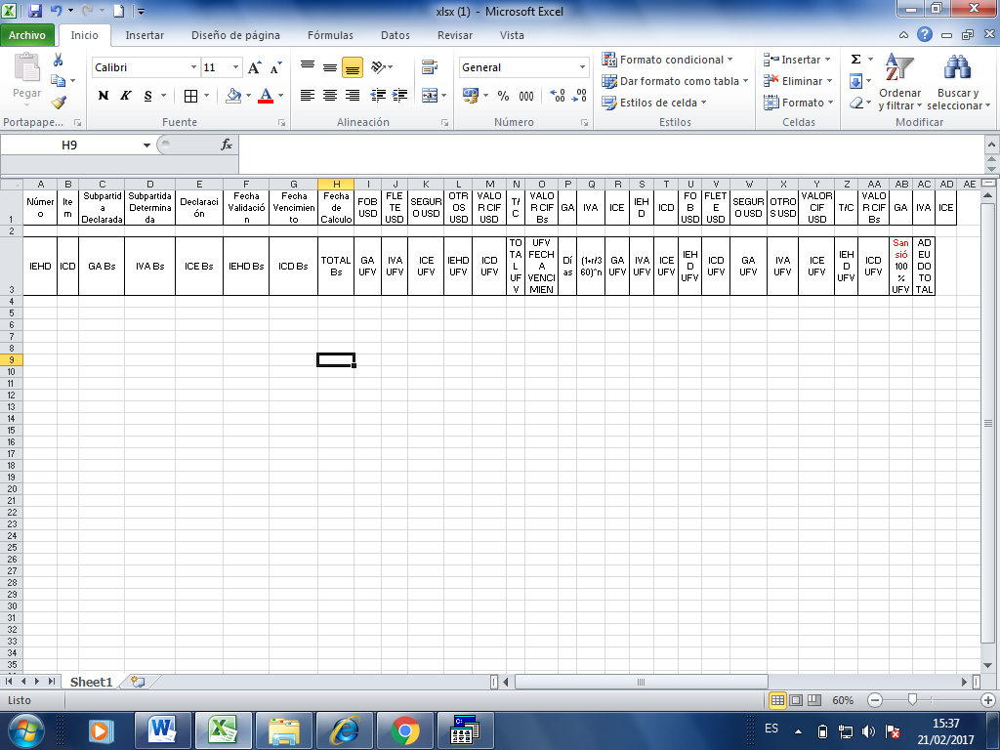 xlsx (1) - Microsoft Excel
Archivo Inicio Insertar Diseño de página Fórmulas Datos Revisar Vista
Pegar
Calibri 11
N K S
General
% 000
Formato condicional
Dar formato como tabla
Estilos de celda
Insertar
Eliminar
Formato
Σ
Ordenar y filtrar
Buscar y seleccionar
Portapape... Fuente Alineación Número Estilos Celdas Modificar
H9 fx
A B C D E F G H I J K L M N O P Q R S T U V W X Y Z AA AB AC AD AE
1 Número Item Subpartida Declarada Subpartida Determinada Declaración Fecha Validación Fecha Vencimiento Fecha de Calculo FOB USD FLETE USD SEGURO USD OTROS USD VALOR CIF USD T/C VALOR CIF Bs GA IVA ICE IEHD ICD FOB USD FLETE USD SEGURO USD OTROS USD VALOR CIF USD T/C VALOR CIF Bs GA IVA ICE
2
3 IEHD ICD GA Bs IVA Bs ICE Bs IEHD Bs ICD Bs TOTAL Bs GA UFV IVA UFV ICE UFV IEHD UFV ICD UFV TOTAL UFV UFV FECHA VENCIMIEN Días (1+r/360)^n GA UFV IVA UFV ICE UFV IEHD UFV ICD UFV GA UFV IVA UFV ICE UFV IEHD UFV ICD UFV Sansió 100% UFV ADEUDO TOTAL
4
5
6
7
8
9
10
11
12
13
14
15
16
17
18
19
20
21
22
23
24
25
26
27
28
29
30
31
32
33
34
35
Sheet1
Listo 60%
ES 15:37
21/02/2017